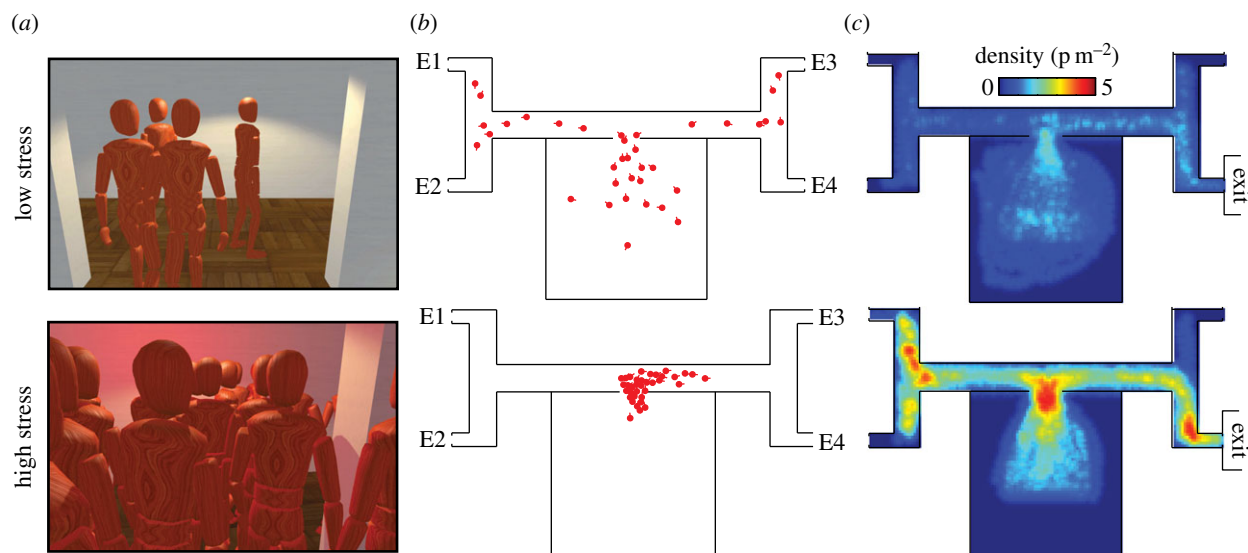 (a)
(b)
(c)
low stress
E1
E2
E3
E4
density (p m⁻²)
0
5
exit
high stress
E1
E2
E3
E4
exit